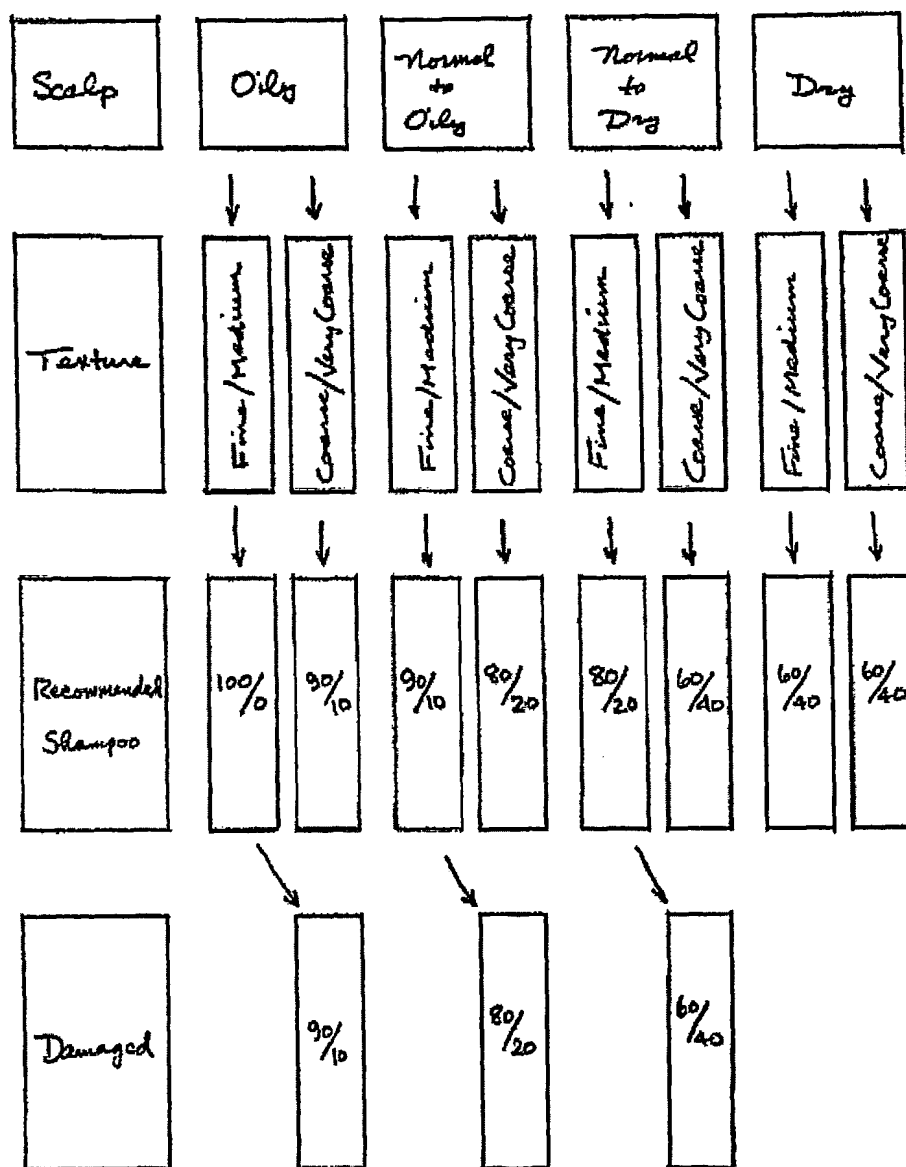 Scalp
Oily
Normal
to
Oily
Normal
to
Dry
Dry
Texture
Fine/Medium
Coarse/Very Coarse
Fine/Medium
Coarse/Very Coarse
Fine/Medium
Coarse/Very Coarse
Fine/Medium
Coarse/Very Coarse
Recommended
Shampoo
100/0
90/10
90/10
80/20
80/20
60/40
60/40
60/40
Damaged
90/10
80/20
60/40